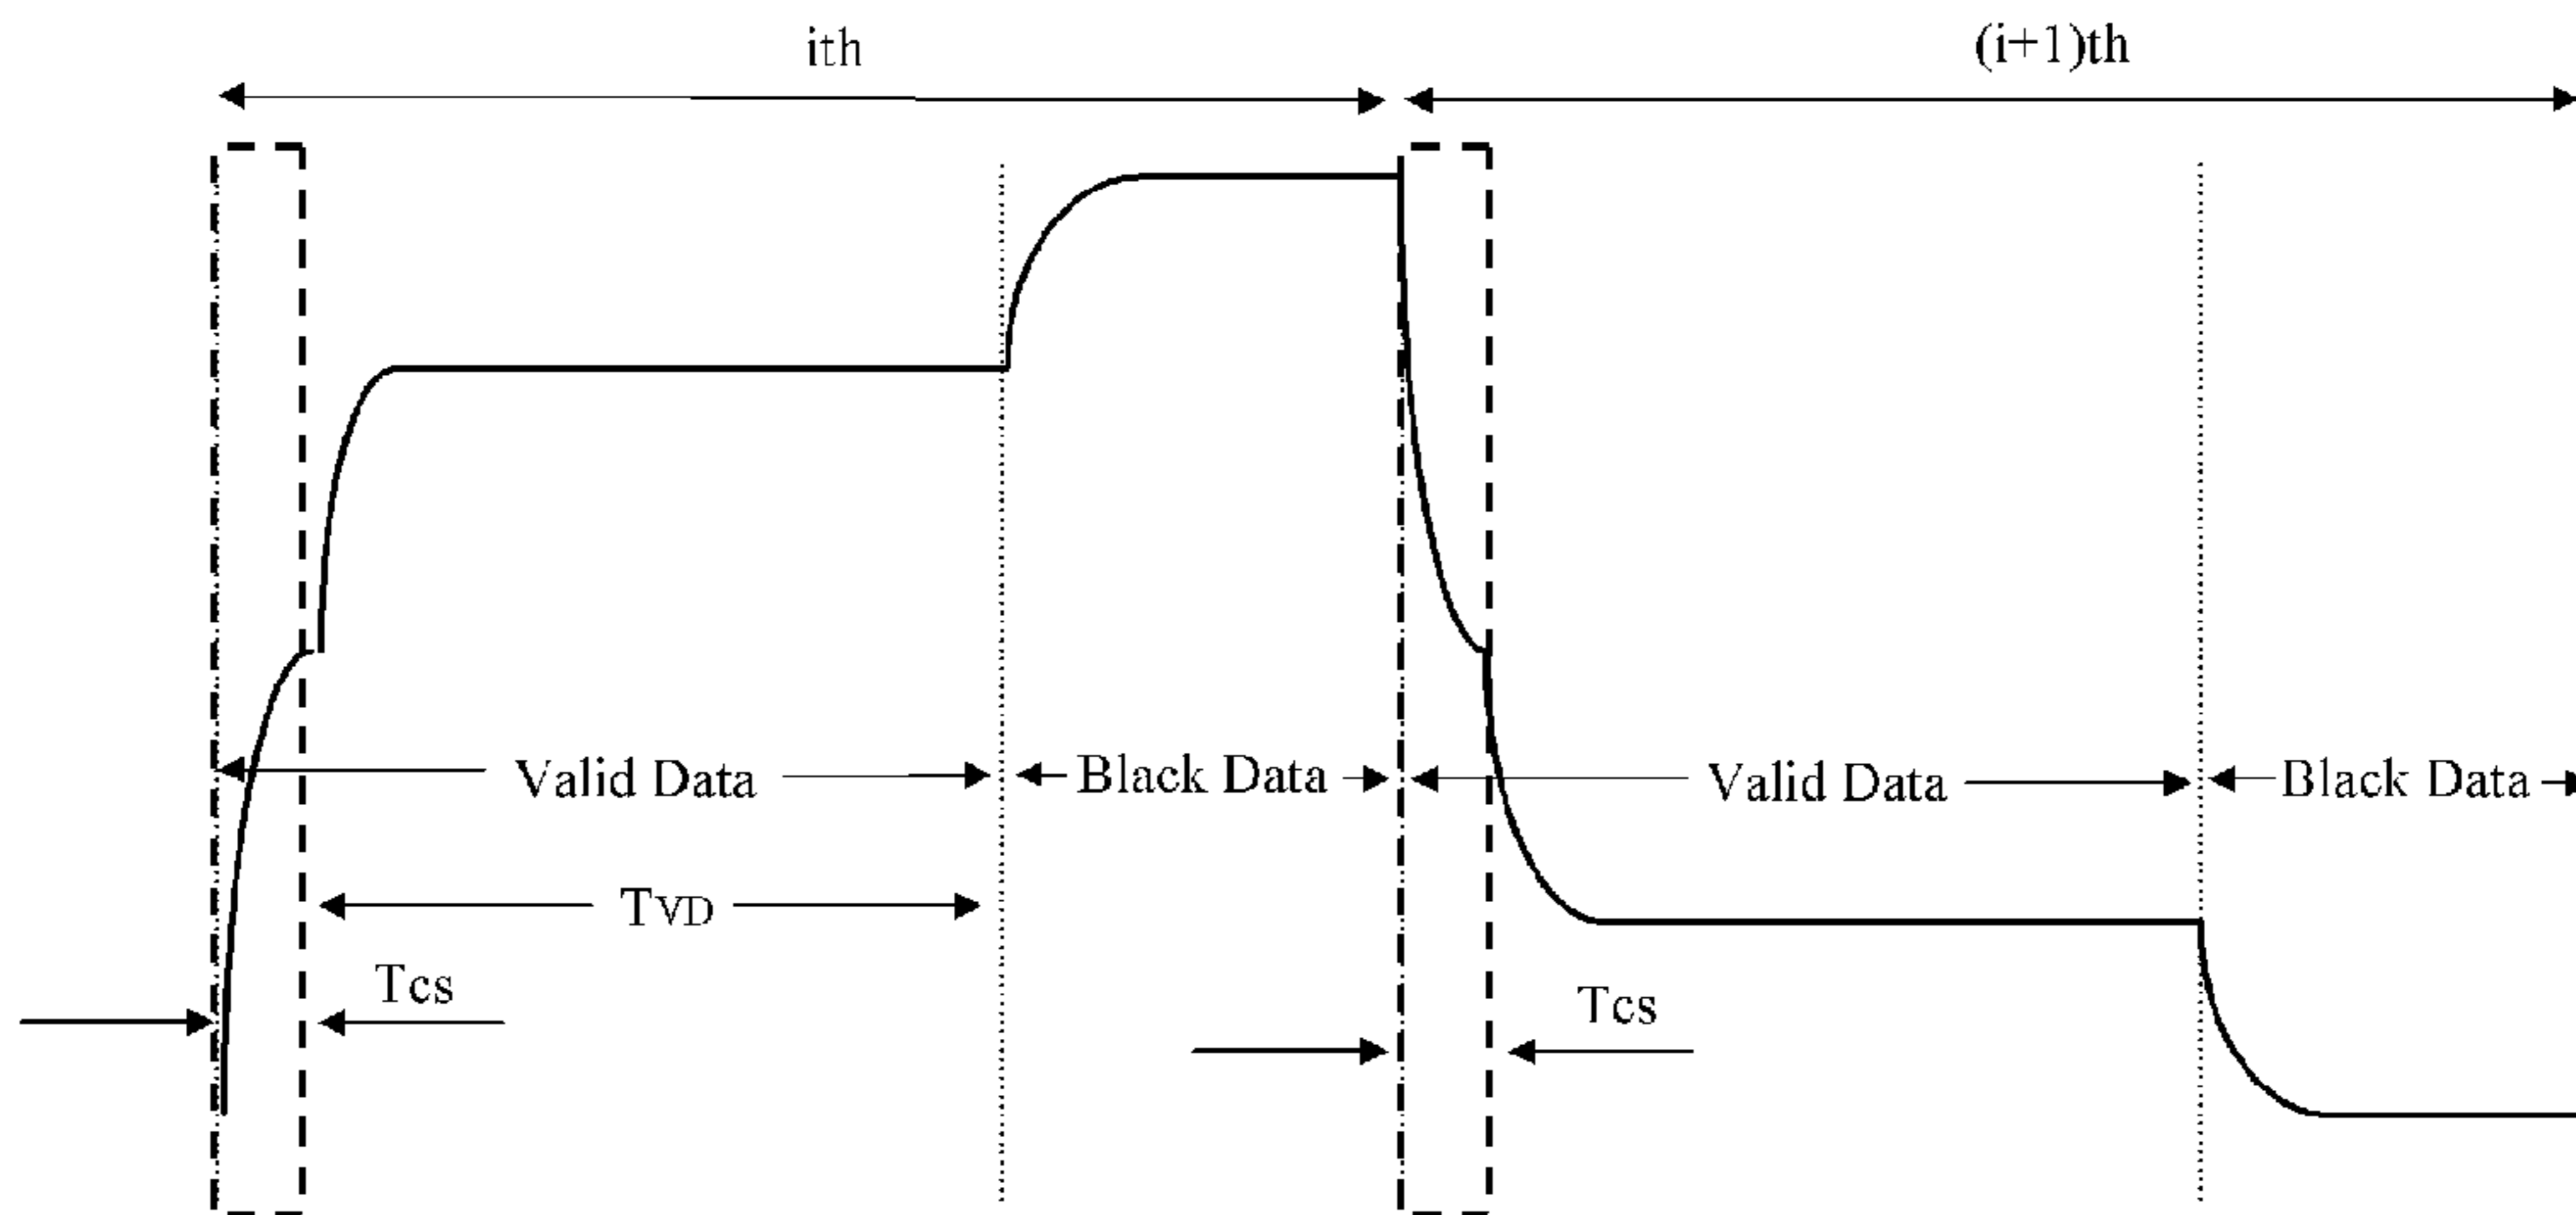 ith
(i+1)th
Valid Data
Black Data
Valid Data
Black Data
TVD
Tcs
Tcs